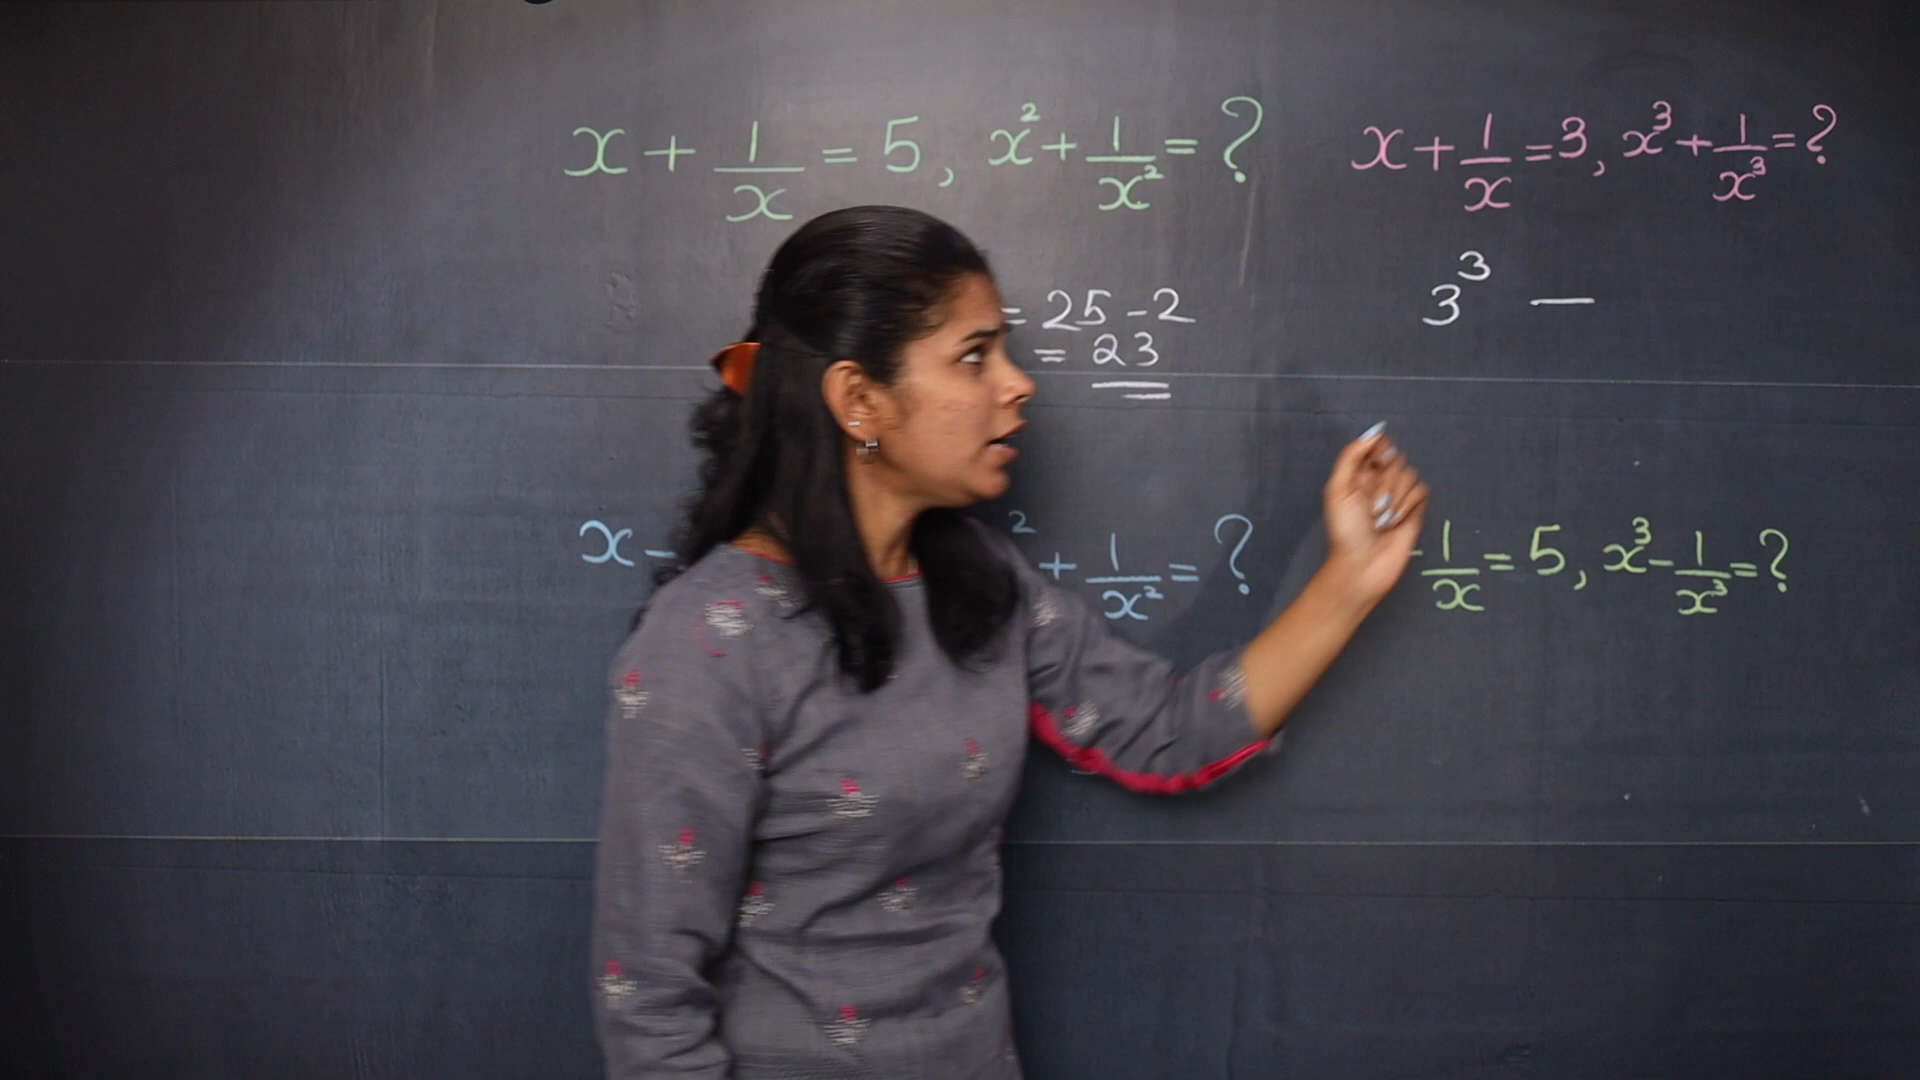 x + 1/x = 5, x² + 1/x² = ?
= 25 - 2
= 23
x + 1/x = 3, x³ + 1/x³ = ?
3³ —
x -
² + 1/x² = ?
- 1/x = 5, x³ - 1/x³ = ?